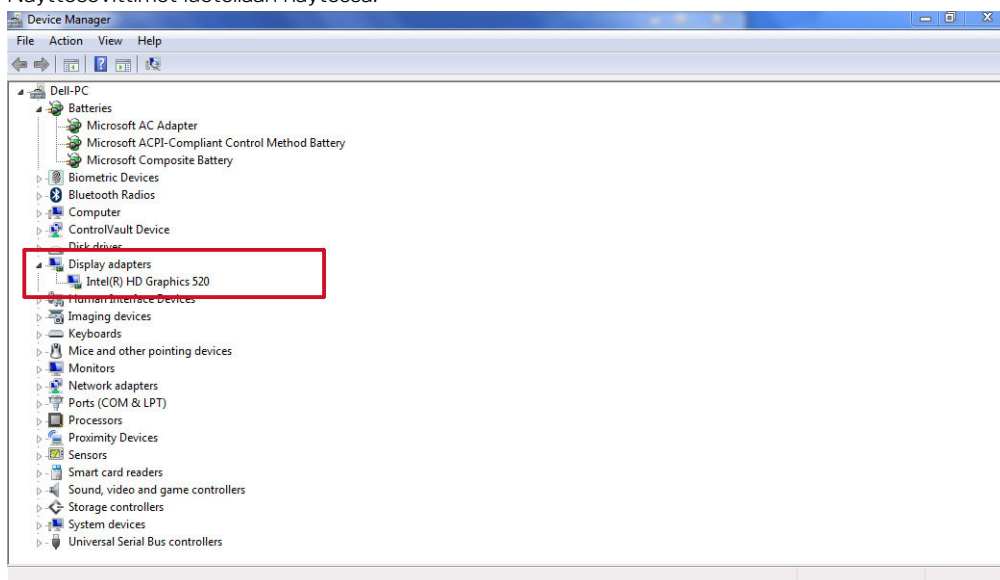 Näyttösovittimet luetellaan näytössä.
Device Manager
File Action View Help
Dell-PC
Batteries
Microsoft AC Adapter
Microsoft ACPI-Compliant Control Method Battery
Microsoft Composite Battery
Biometric Devices
Bluetooth Radios
Computer
ControlVault Device
Disk drives
Display adapters
Intel(R) HD Graphics 520
Human Interface Devices
Imaging devices
Keyboards
Mice and other pointing devices
Monitors
Network adapters
Ports (COM & LPT)
Processors
Proximity Devices
Sensors
Smart card readers
Sound, video and game controllers
Storage controllers
System devices
Universal Serial Bus controllers